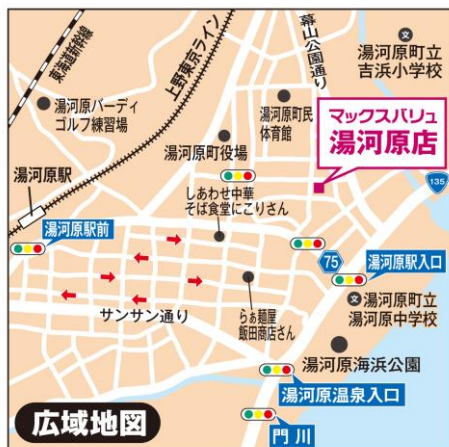 東海道新幹線
上野東京ライン
幕山公園通り
文
湯河原町立
吉浜小学校
湯河原バーディ
ゴルフ練習場
湯河原町民
体育館
マックスバリュ
湯河原店
湯河原町役場
湯河原駅
135
しあわせ中華
そば食堂にこりさん
湯河原駅前
75
湯河原駅入口
らぁ麺屋
飯田商店さん
文
湯河原町立
湯河原中学校
サンサン通り
湯河原海浜公園
湯河原温泉入口
広域地図
門川